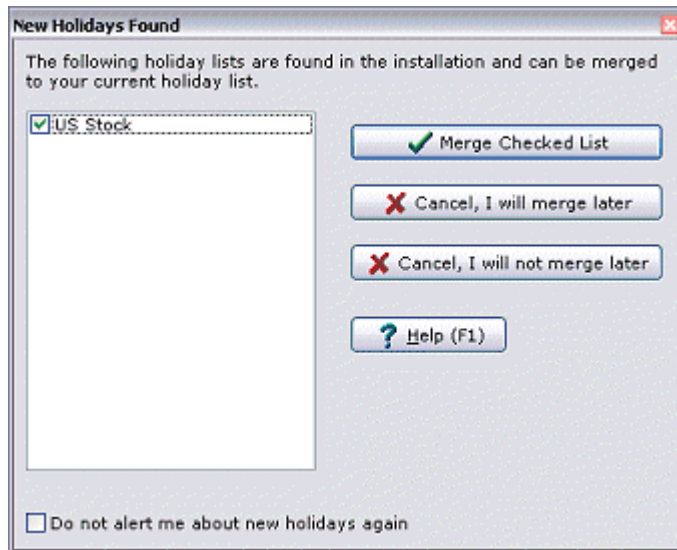 New Holidays Found
The following holiday lists are found in the installation and can be merged
to your current holiday list.
US Stock
Merge Checked List
Cancel, I will merge later
Cancel, I will not merge later
Help (F1)
Do not alert me about new holidays again